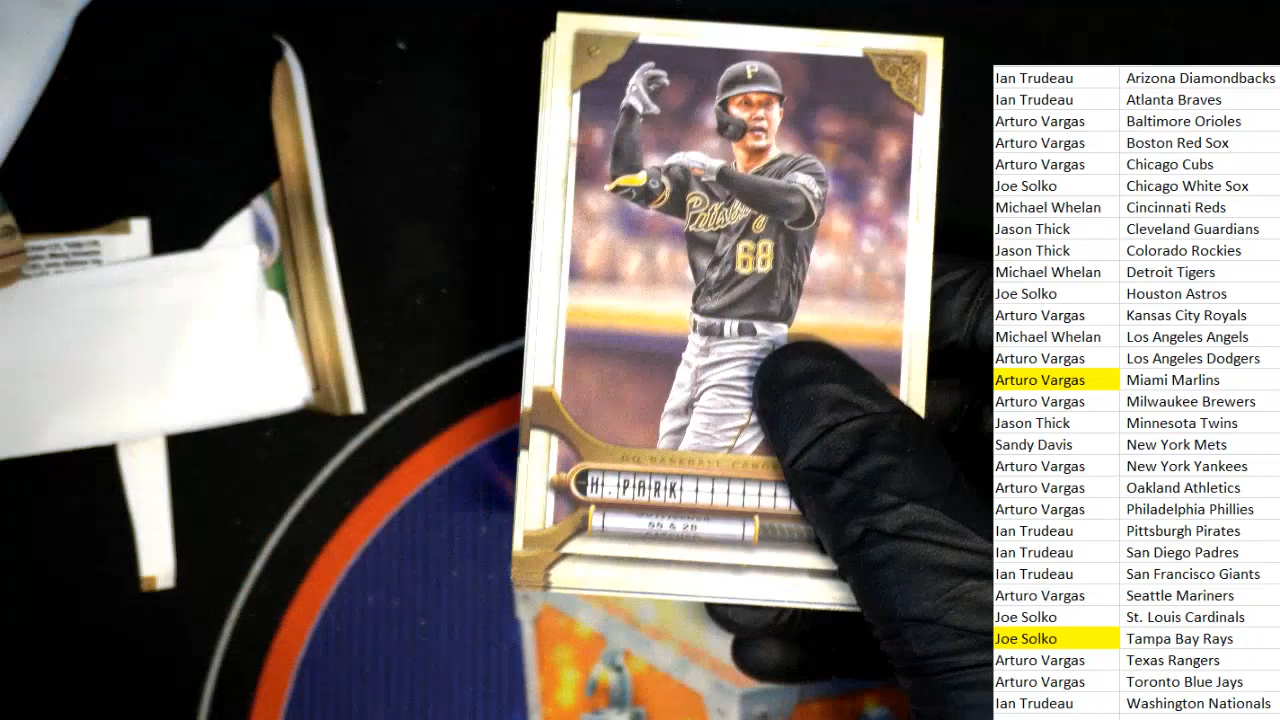 P
Pittsburgh
68
GQ BASEBALL CARDS
H. PARK
SS & 2B
Ian Trudeau Arizona Diamondbacks
Ian Trudeau Atlanta Braves
Arturo Vargas Baltimore Orioles
Arturo Vargas Boston Red Sox
Arturo Vargas Chicago Cubs
Joe Solko Chicago White Sox
Michael Whelan Cincinnati Reds
Jason Thick Cleveland Guardians
Jason Thick Colorado Rockies
Michael Whelan Detroit Tigers
Joe Solko Houston Astros
Arturo Vargas Kansas City Royals
Michael Whelan Los Angeles Angels
Arturo Vargas Los Angeles Dodgers
Arturo Vargas Miami Marlins
Arturo Vargas Milwaukee Brewers
Jason Thick Minnesota Twins
Sandy Davis New York Mets
Arturo Vargas New York Yankees
Arturo Vargas Oakland Athletics
Arturo Vargas Philadelphia Phillies
Ian Trudeau Pittsburgh Pirates
Ian Trudeau San Diego Padres
Ian Trudeau San Francisco Giants
Arturo Vargas Seattle Mariners
Joe Solko St. Louis Cardinals
Joe Solko Tampa Bay Rays
Arturo Vargas Texas Rangers
Arturo Vargas Toronto Blue Jays
Ian Trudeau Washington Nationals